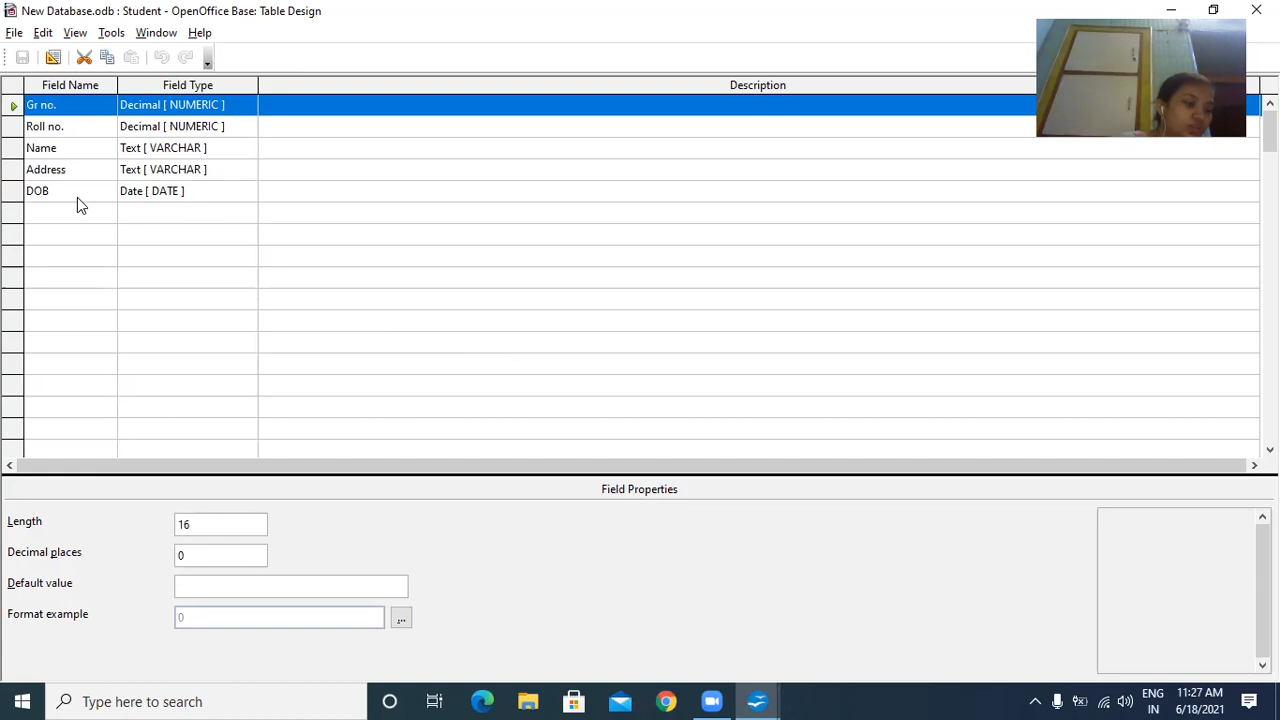 New Database.odb : Student - OpenOffice Base: Table Design
File Edit View Tools Window Help
Field Name Field Type Description
Gr no. Decimal [ NUMERIC ]
Roll no. Decimal [ NUMERIC ]
Name Text [ VARCHAR ]
Address Text [ VARCHAR ]
DOB Date [ DATE ]
Field Properties
Length 16
Decimal places 0
Default value
Format example 0 ...
Type here to search
ENG 11:27 AM
IN 6/18/2021